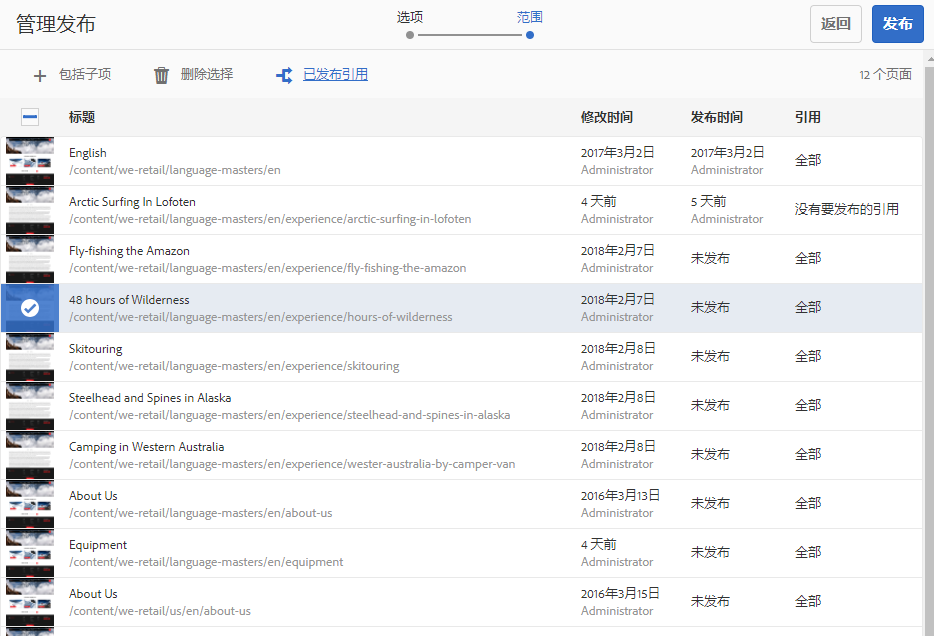 管理发布
选项 范围
返回 发布
包括子项 删除选择 已发布引用 12 个页面
标题 修改时间 发布时间 引用
English 2017年3月2日 2017年3月2日 全部
/content/we-retail/language-masters/en Administrator Administrator
Arctic Surfing In Lofoten 4 天前 5 天前 没有要发布的引用
/content/we-retail/language-masters/en/experience/arctic-surfing-in-lofoten Administrator Administrator
Fly-fishing the Amazon 2018年2月7日 未发布 全部
/content/we-retail/language-masters/en/experience/fly-fishing-the-amazon Administrator
48 hours of Wilderness 2018年2月7日 未发布 全部
/content/we-retail/language-masters/en/experience/hours-of-wilderness Administrator
Skitouring 2018年2月8日 未发布 全部
/content/we-retail/language-masters/en/experience/skitouring Administrator
Steelhead and Spines in Alaska 2018年2月8日 未发布 全部
/content/we-retail/language-masters/en/experience/steelhead-and-spines-in-alaska Administrator
Camping in Western Australia 2018年2月8日 未发布 全部
/content/we-retail/language-masters/en/experience/wester-australia-by-camper-van Administrator
About Us 2016年3月13日 未发布 全部
/content/we-retail/language-masters/en/about-us Administrator
Equipment 4 天前 未发布 全部
/content/we-retail/language-masters/en/equipment Administrator
About Us 2016年3月15日 未发布 全部
/content/we-retail/us/en/about-us Administrator